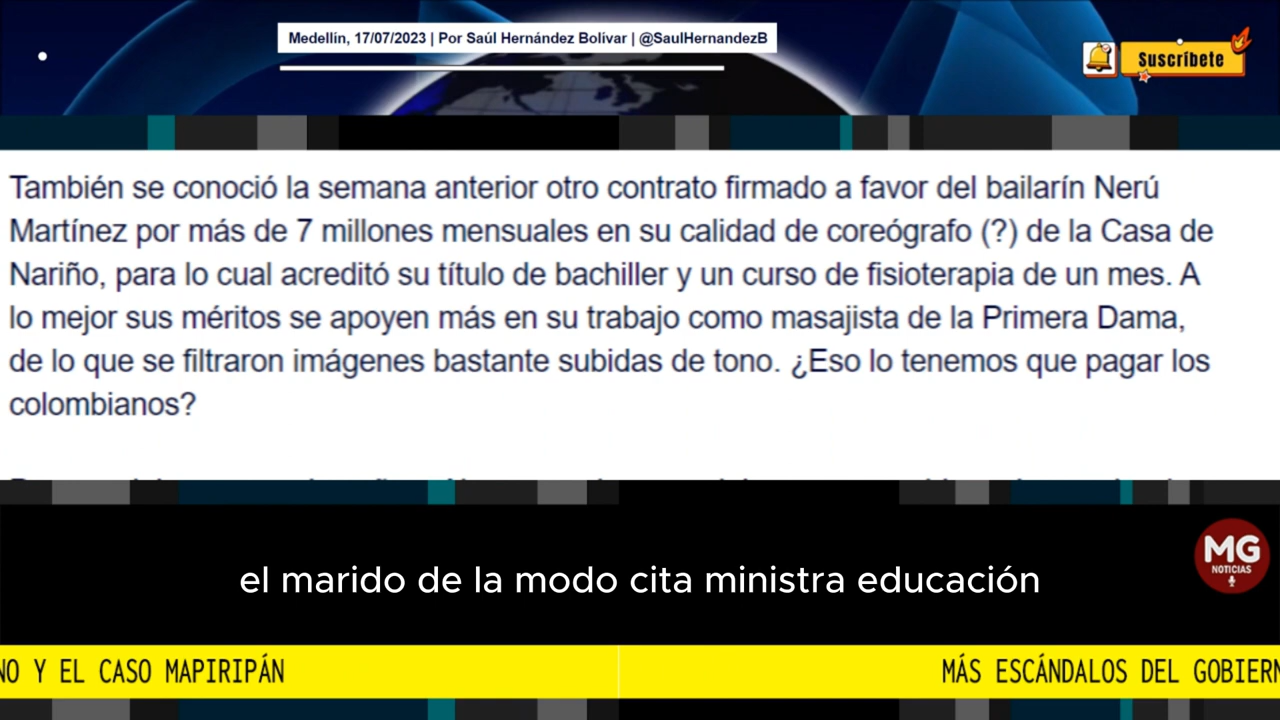 Medellín, 17/07/2023 | Por Saúl Hernández Bolívar | @SaulHernandezB
Suscríbete
También se conoció la semana anterior otro contrato firmado a favor del bailarín Nerú
Martínez por más de 7 millones mensuales en su calidad de coreógrafo (?) de la Casa de
Nariño, para lo cual acreditó su título de bachiller y un curso de fisioterapia de un mes. A
lo mejor sus méritos se apoyen más en su trabajo como masajista de la Primera Dama,
de lo que se filtraron imágenes bastante subidas de tono. ¿Eso lo tenemos que pagar los
colombianos?
MG
NOTICIAS
el marido de la modo cita ministra educación
NO Y EL CASO MAPIRIPÁN
MÁS ESCÁNDALOS DEL GOBIERN